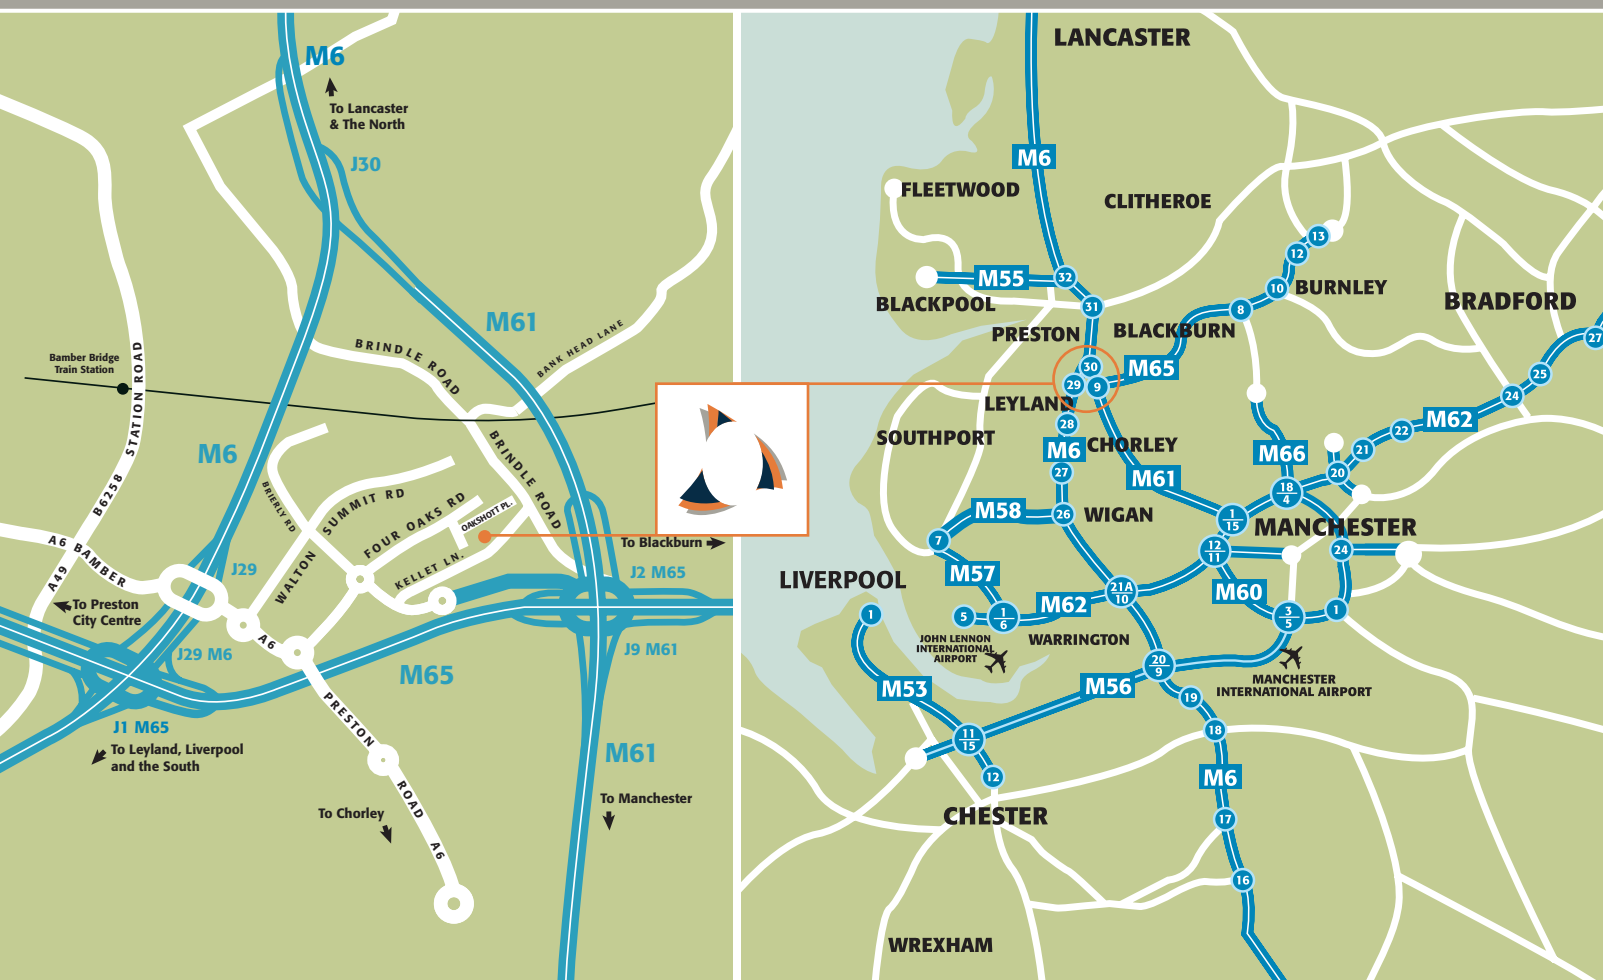 M6
To Lancaster
& The North
J30
M61
BRINDLE ROAD
BANK HEAD LANE
Bamber Bridge
Train Station
STATION ROAD
B6258
M6
BRINDLE ROAD
BRIERLY RD
SUMMIT RD
WALTON
FOUR OAKS RD
OAKSHOTT PL.
KELLET LN.
To Blackburn
A6 BAMBER
A49
J29
J2 M65
To Preston
City Centre
A6
J29 M6
J9 M61
M65
J1 M65
PRESTON
ROAD
A6
To Leyland, Liverpool
and the South
M61
To Manchester
To Chorley
LANCASTER
M6
FLEETWOOD
CLITHEROE
13
12
M55
32
10
BURNLEY
BLACKPOOL
31
8
BRADFORD
PRESTON
BLACKBURN
27
30
M65
29
9
25
LEYLAND
24
28
M62
22
SOUTHPORT
M6
CHORLEY
M66
21
27
M61
20
18
4
M58
26
WIGAN
1
15
MANCHESTER
7
12
11
24
LIVERPOOL
M57
21A
10
M60
M62
1
5
1
6
3
5
1
JOHN LENNON
INTERNATIONAL
AIRPORT
WARRINGTON
20
9
MANCHESTER
INTERNATIONAL AIRPORT
M53
M56
19
18
11
15
12
M6
CHESTER
17
16
WREXHAM